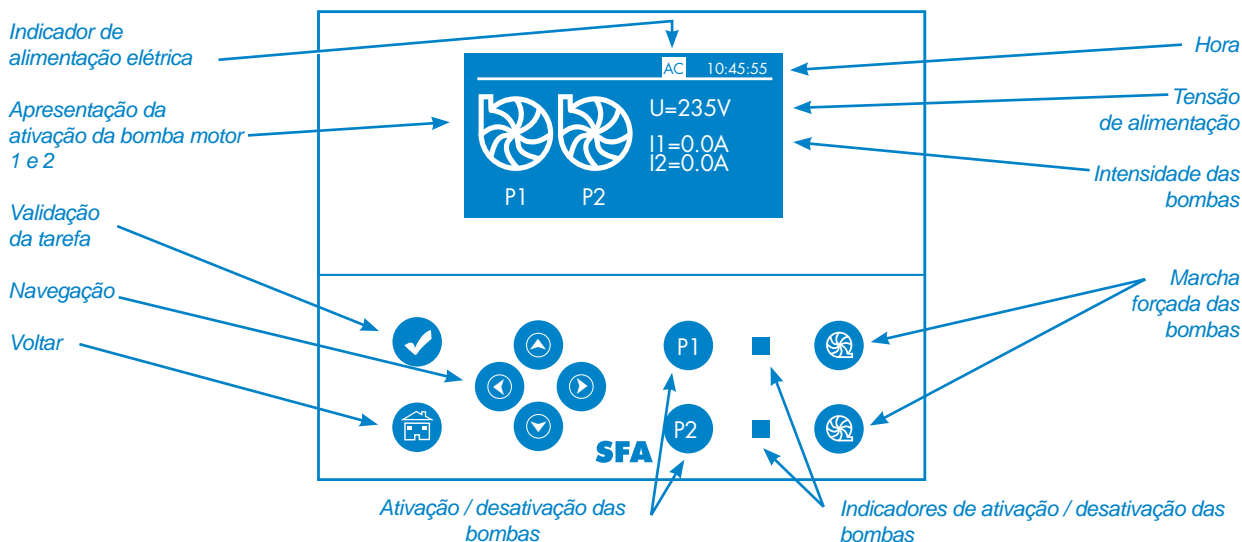 Indicador de
alimentação elétrica
Apresentação da
ativação da bomba motor
1 e 2
Validação
da tarefa
Navegação
Voltar
AC 10:45:55
U=235V
I1=0.0A
I2=0.0A
P1 P2
Hora
Tensão
de alimentação
Intensidade das
bombas
Marcha
forçada das
bombas
P1
P2
SFA
Ativação / desativação das
bombas
Indicadores de ativação / desativação das
bombas